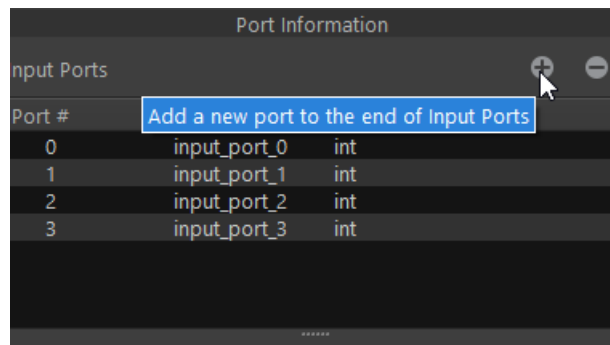 Port Information
nput Ports
Port #
Add a new port to the end of Input Ports
0 input_port_0 int
1 input_port_1 int
2 input_port_2 int
3 input_port_3 int